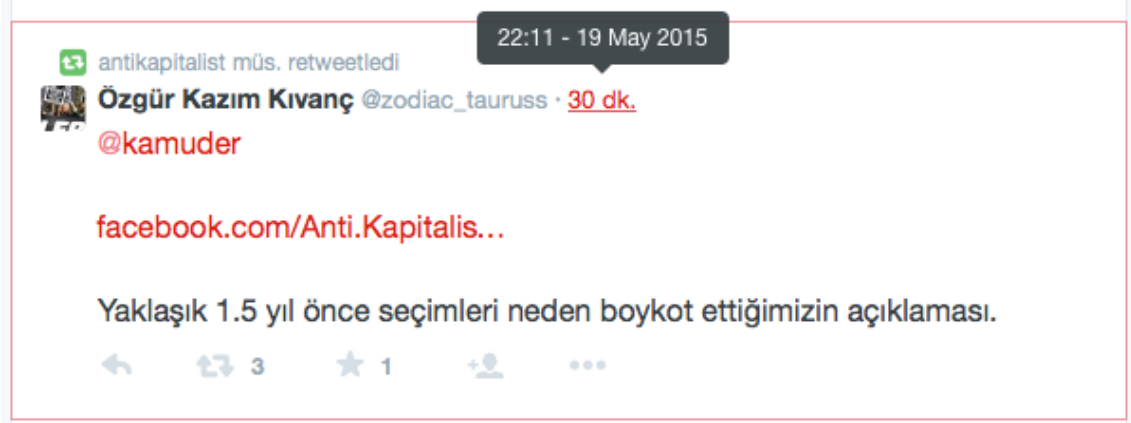 22:11 - 19 May 2015
antikapitalist müs. retweetledi
Özgür Kazım Kıvanç @zodiac_tauruss · 30 dk.
@kamuder
facebook.com/Anti.Kapitalis...
Yaklaşık 1.5 yıl önce seçimleri neden boykot ettiğimizin açıklaması.
3 1